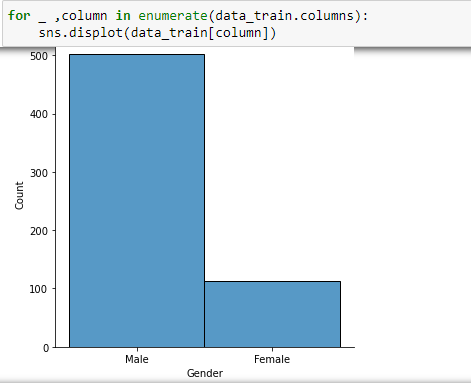 for _ ,column in enumerate(data_train.columns):
    sns.displot(data_train[column])
500
400
300
200
100
0
Count
Male Female
Gender